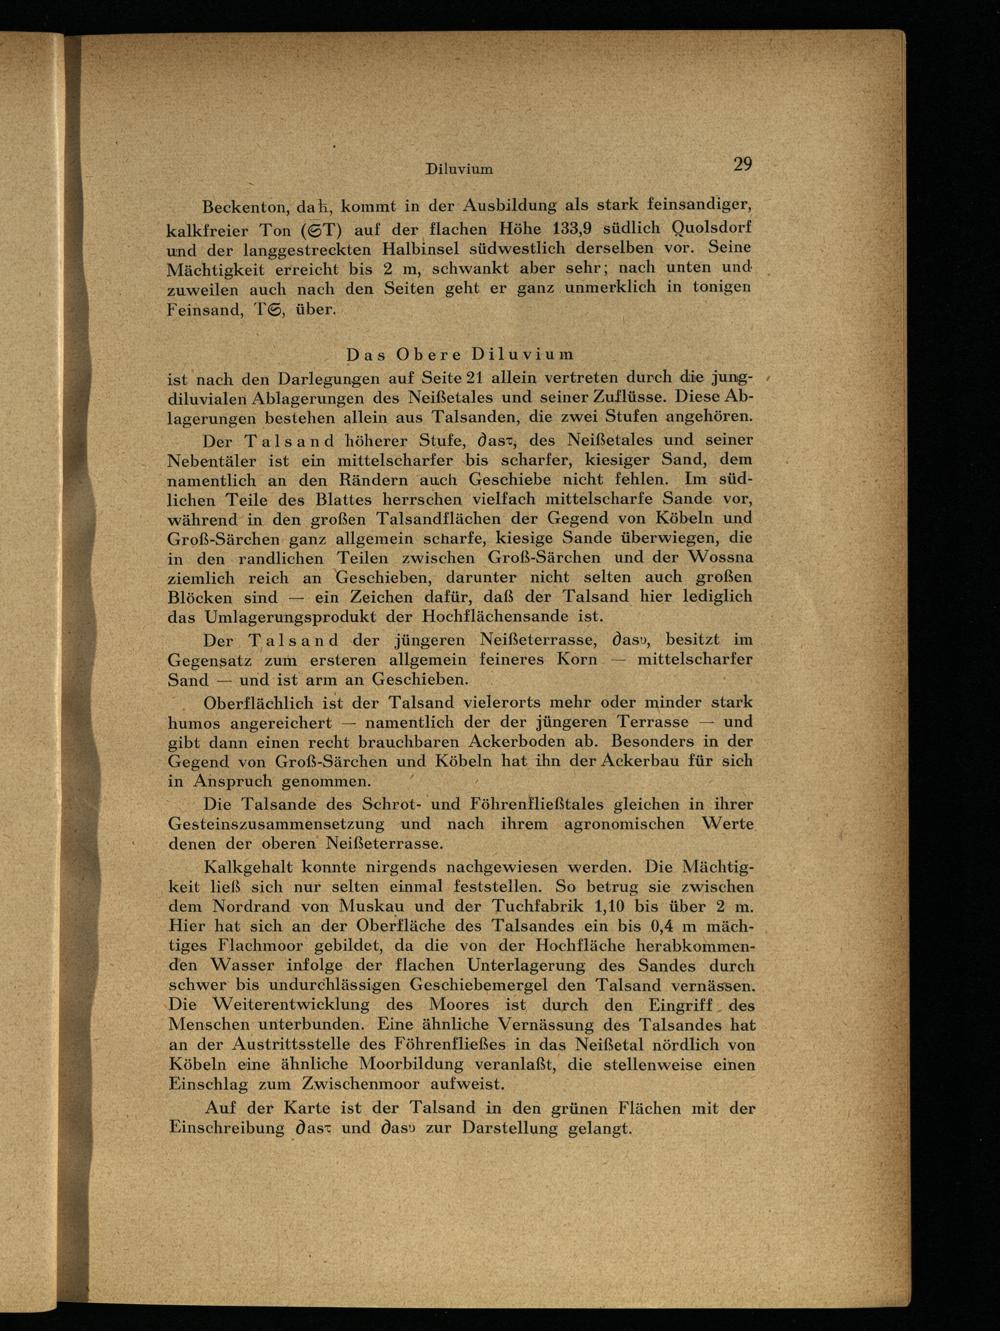 Diluvium 29
Beckenton, dah, kommt in der Ausbildung als stark feinsandiger,
kalkfreier Ton (ST) auf der flachen Höhe 133,9 südlich Quolsdorf
und der langgestreckten Halbinsel südwestlich derselben vor. Seine
Mächtigkeit erreicht bis 2 m, schwankt aber sehr; nach unten und
zuweilen auch nach den Seiten geht er ganz unmerklich in tonigen
Feinsand, TS, über.
Das Obere Diluvium
ist nach den Darlegungen auf Seite 21 allein vertreten durch die jung-
diluvialen Ablagerungen des Neißetales und seiner Zuflüsse. Diese Ab-
lagerungen bestehen allein aus Talsanden, die zwei Stufen angehören.
Der Talsand höherer Stufe, ∂asτ, des Neißetales und seiner
Nebentäler ist ein mittelscharfer bis scharfer, kiesiger Sand, dem
namentlich an den Rändern auch Geschiebe nicht fehlen. Im süd-
lichen Teile des Blattes herrschen vielfach mittelscharfe Sande vor,
während in den großen Talsandflächen der Gegend von Köbeln und
Groß-Särchen ganz allgemein scharfe, kiesige Sande überwiegen, die
in den randlichen Teilen zwischen Groß-Särchen und der Wossna
ziemlich reich an Geschieben, darunter nicht selten auch großen
Blöcken sind — ein Zeichen dafür, daß der Talsand hier lediglich
das Umlagerungsprodukt der Hochflächensande ist.
Der Talsand der jüngeren Neißeterrasse, ∂asυ, besitzt im
Gegensatz zum ersteren allgemein feineres Korn — mittelscharfer
Sand — und ist arm an Geschieben.
Oberflächlich ist der Talsand vielerorts mehr oder minder stark
humos angereichert — namentlich der der jüngeren Terrasse — und
gibt dann einen recht brauchbaren Ackerboden ab. Besonders in der
Gegend von Groß-Särchen und Köbeln hat ihn der Ackerbau für sich
in Anspruch genommen.
Die Talsande des Schrot- und Föhrenfließtales gleichen in ihrer
Gesteinszusammensetzung und nach ihrem agronomischen Werte
denen der oberen Neißeterrasse.
Kalkgehalt konnte nirgends nachgewiesen werden. Die Mächtig-
keit ließ sich nur selten einmal feststellen. So betrug sie zwischen
dem Nordrand von Muskau und der Tuchfabrik 1,10 bis über 2 m.
Hier hat sich an der Oberfläche des Talsandes ein bis 0,4 m mäch-
tiges Flachmoor gebildet, da die von der Hochfläche herabkommen-
den Wasser infolge der flachen Unterlagerung des Sandes durch
schwer bis undurchlässigen Geschiebemergel den Talsand vernässen.
Die Weiterentwicklung des Moores ist durch den Eingriff des
Menschen unterbunden. Eine ähnliche Vernässung des Talsandes hat
an der Austrittsstelle des Föhrenfließes in das Neißetal nördlich von
Köbeln eine ähnliche Moorbildung veranlaßt, die stellenweise einen
Einschlag zum Zwischenmoor aufweist.
Auf der Karte ist der Talsand in den grünen Flächen mit der
Einschreibung ∂asτ und ∂asυ zur Darstellung gelangt.